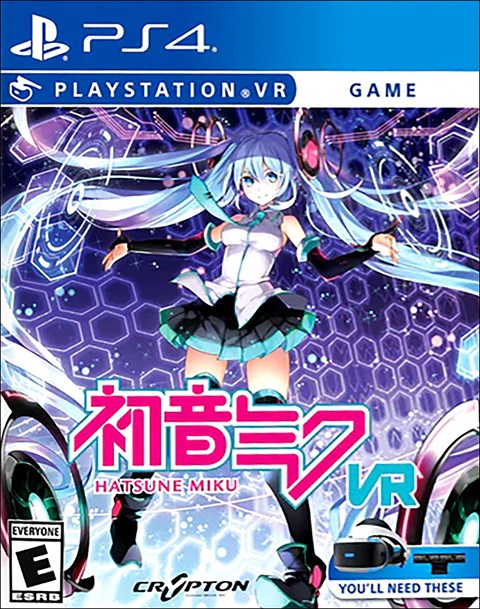 PS4
PLAYSTATION®VR
GAME
初音ミク
HATSUNE MIKU
VR
EVERYONE
E
ESRB
CRYPTON
YOU'LL NEED THESE